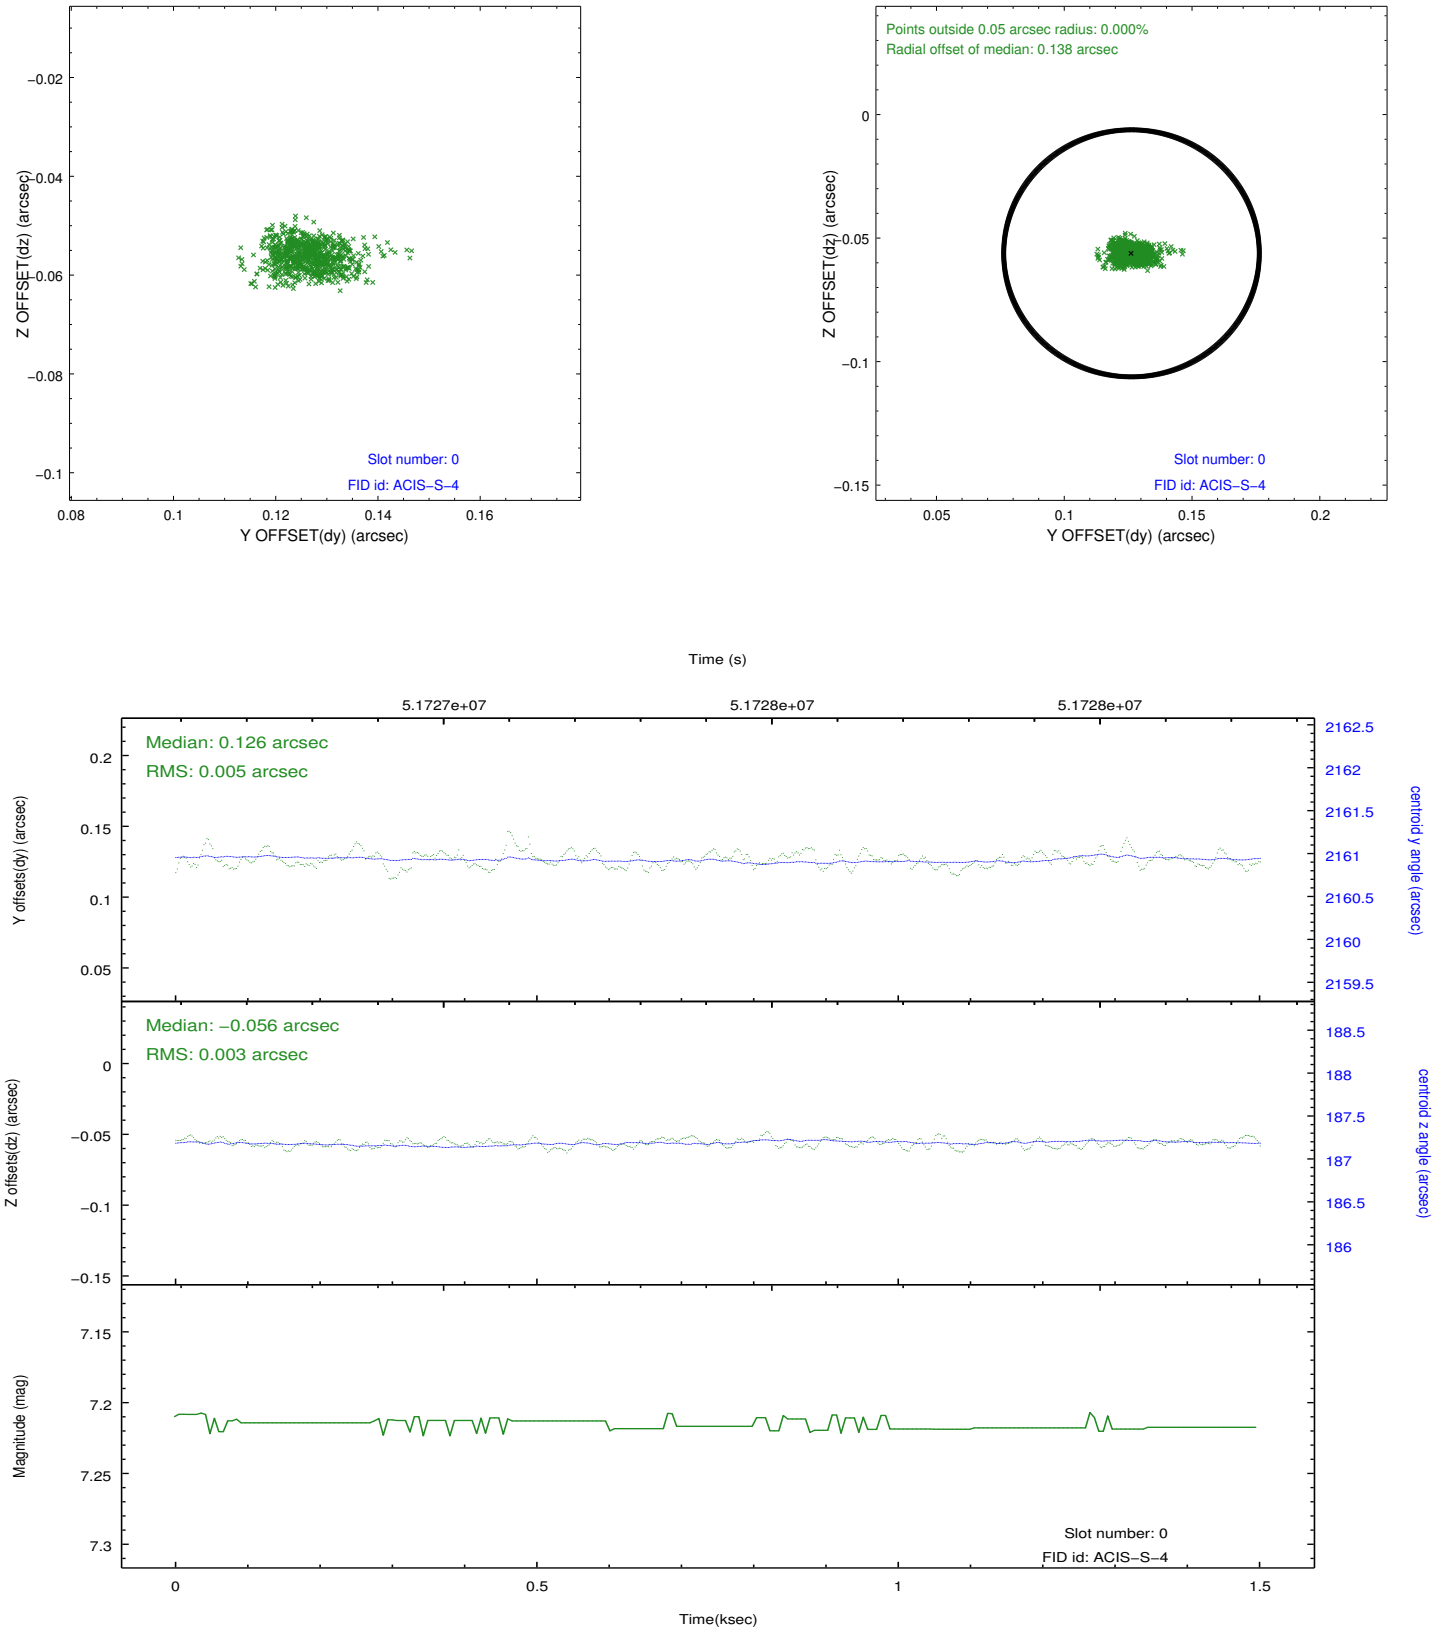 −0.02
−0.04
−0.06
−0.08
−0.1
Z OFFSET(dz) (arcsec)
Slot number: 0
FID id: ACIS−S−4
0.08 0.1 0.12 0.14 0.16
Y OFFSET(dy) (arcsec)
Points outside 0.05 arcsec radius: 0.000%
Radial offset of median: 0.138 arcsec
0
−0.05
−0.1
−0.15
Z OFFSET(dz) (arcsec)
Slot number: 0
FID id: ACIS−S−4
0.05 0.1 0.15 0.2
Y OFFSET(dy) (arcsec)
Time (s)
5.1727e+07 5.1728e+07 5.1728e+07
Median: 0.126 arcsec
RMS: 0.005 arcsec
0.2
0.15
0.1
0.05
Y offsets(dy) (arcsec)
2162.5
2162
2161.5
2161
2160.5
2160
2159.5
centroid y angle (arcsec)
Median: −0.056 arcsec
RMS: 0.003 arcsec
0
−0.05
−0.1
−0.15
Z offsets(dz) (arcsec)
188.5
188
187.5
187
186.5
186
centroid z angle (arcsec)
7.15
7.2
7.25
7.3
Magnitude (mag)
Slot number: 0
FID id: ACIS−S−4
0 0.5 1 1.5
Time(ksec)